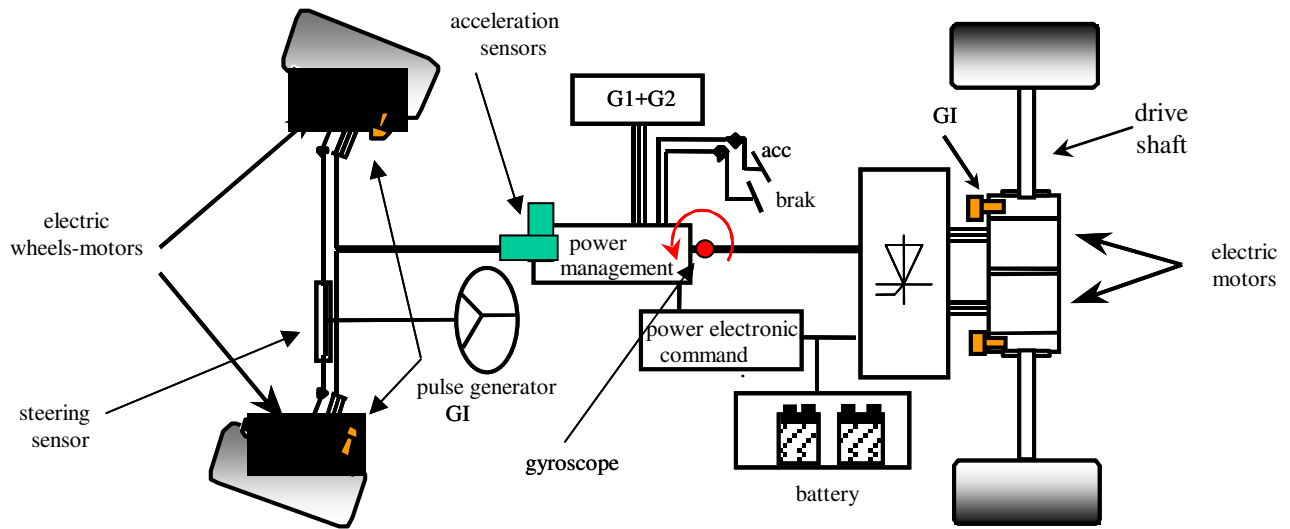 acceleration
sensors
G1+G2
acc
brak
GI
drive
shaft
electric
wheels-motors
power
management
electric
motors
power electronic
command
pulse generator
GI
steering
sensor
gyroscope
battery